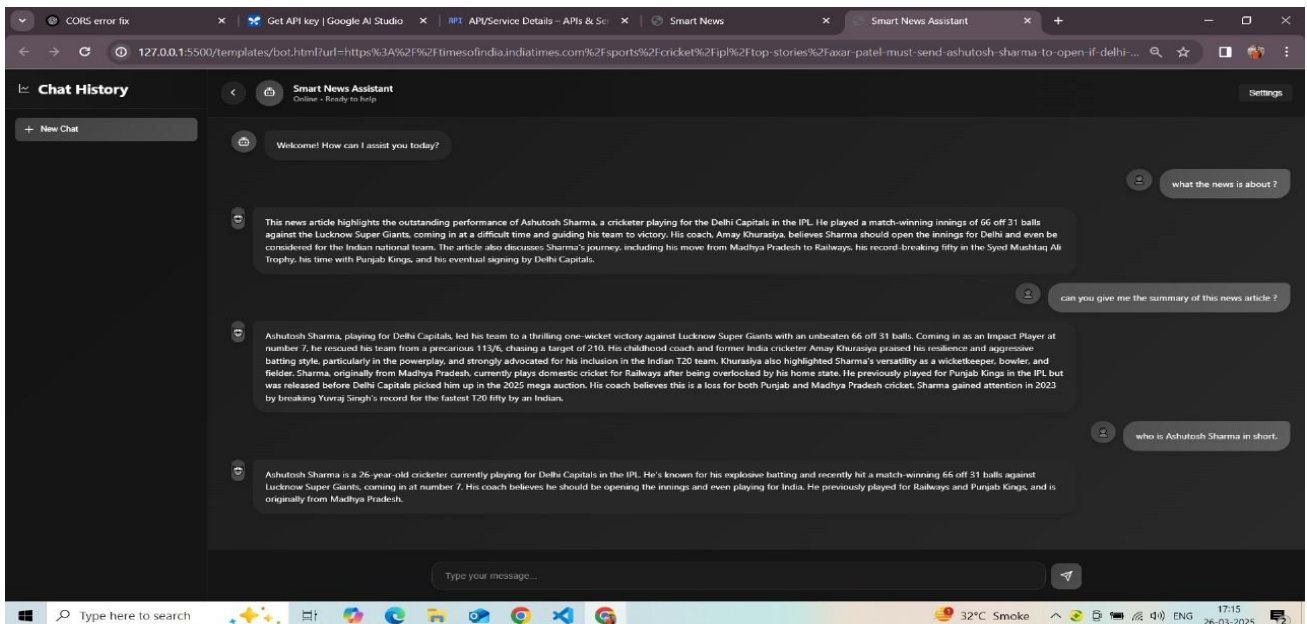 CORS error fix
Get API key | Google AI Studio
API API/Service Details – APIs & Se
Smart News
Smart News Assistant
127.0.0.1:5500/templates/bot.html?url=https%3A%2F%2Ftimesofindia.indiatimes.com%2Fsports%2Fcricket%2Fipl%2Ftop-stories%2Faxar-patel-must-send-ashutosh-sharma-to-open-if-delhi-...
Chat History
+ New Chat
Smart News Assistant
Online • Ready to help
Settings
Welcome! How can I assist you today?
what the news is about ?
This news article highlights the outstanding performance of Ashutosh Sharma, a cricketer playing for the Delhi Capitals in the IPL. He played a match-winning innings of 66 off 31 balls
against the Lucknow Super Giants, coming in at a difficult time and guiding his team to victory. His coach, Amay Khurasiya, believes Sharma should open the innings for Delhi and even be
considered for the Indian national team. The article also discusses Sharma's journey, including his move from Madhya Pradesh to Railways, his record-breaking fifty in the Syed Mushtaq Ali
Trophy, his time with Punjab Kings, and his eventual signing by Delhi Capitals.
can you give me the summary of this news article ?
Ashutosh Sharma, playing for Delhi Capitals, led his team to a thrilling one-wicket victory against Lucknow Super Giants with an unbeaten 66 off 31 balls. Coming in as an Impact Player at
number 7, he rescued his team from a precarious 113/6, chasing a target of 210. His childhood coach and former India cricketer Amay Khurasiya praised his resilience and aggressive
batting style, particularly in the powerplay, and strongly advocated for his inclusion in the Indian T20 team. Khurasiya also highlighted Sharma's versatility as a wicketkeeper, bowler, and
fielder. Sharma, originally from Madhya Pradesh, currently plays domestic cricket for Railways after being overlooked by his home state. He previously played for Punjab Kings in the IPL but
was released before Delhi Capitals picked him up in the 2025 mega auction. His coach believes this is a loss for both Punjab and Madhya Pradesh cricket. Sharma gained attention in 2023
by breaking Yuvraj Singh's record for the fastest T20 fifty by an Indian.
who is Ashutosh Sharma in short.
Ashutosh Sharma is a 26-year-old cricketer currently playing for Delhi Capitals in the IPL. He's known for his explosive batting and recently hit a match-winning 66 off 31 balls against
Lucknow Super Giants, coming in at number 7. His coach believes he should be opening the innings and even playing for India. He previously played for Railways and Punjab Kings, and is
originally from Madhya Pradesh.
Type your message...
Type here to search
32°C Smoke
ENG
17:15
26-03-2025